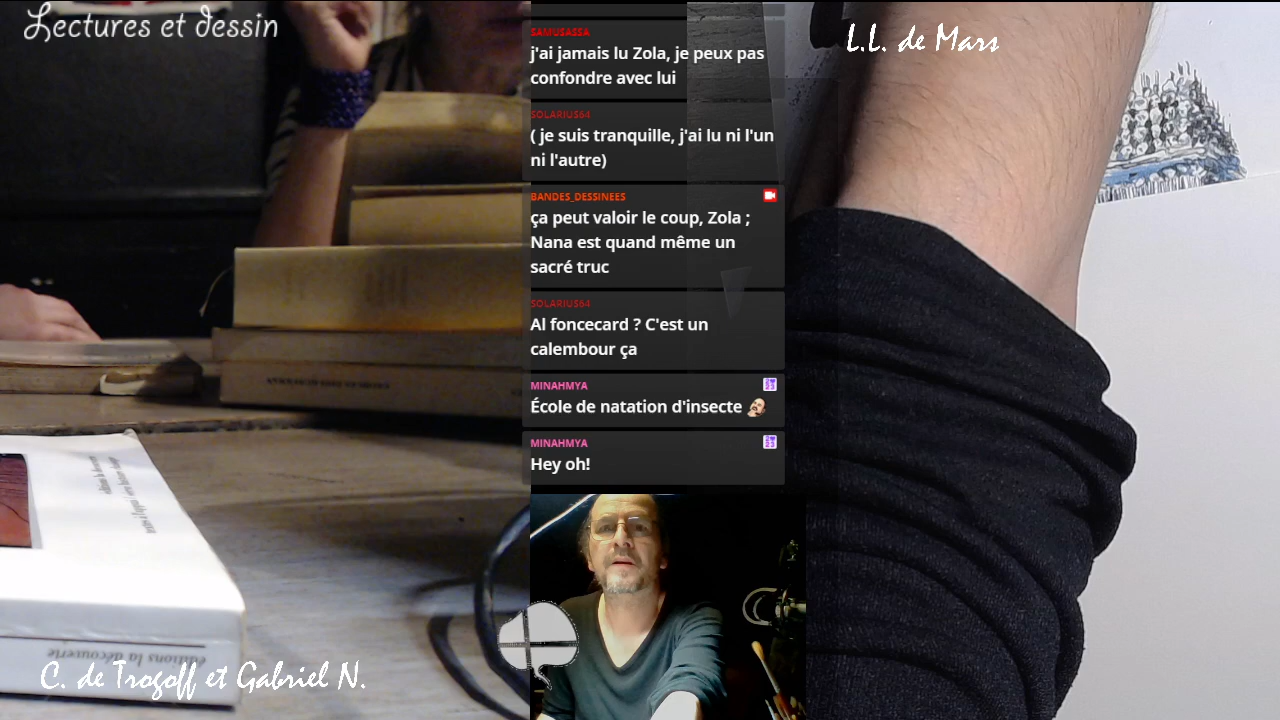 Lectures et dessin
L.L. de Mars
SAMUSASSA
j'ai jamais lu Zola, je peux pas
confondre avec lui
SOLARIUS64
( je suis tranquille, j'ai lu ni l'un
ni l'autre)
BANDES_DESSINEES
ça peut valoir le coup, Zola ;
Nana est quand même un
sacré truc
SOLARIUS64
Al foncecard ? C'est un
calembour ça
MINAHMYA
École de natation d'insecte
MINAHMYA
Hey oh!
éditions la découverte
C. de Trogoff et Gabriel N.